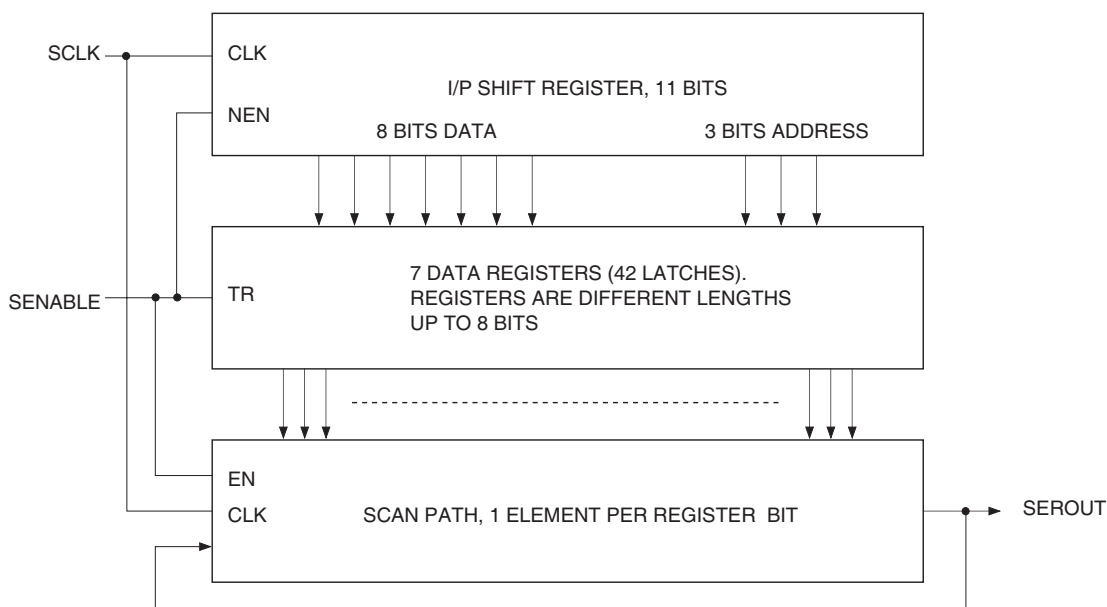 SCLK
CLK
I/P SHIFT REGISTER, 11 BITS
NEN
8 BITS DATA
3 BITS ADDRESS
7 DATA REGISTERS (42 LATCHES).
REGISTERS ARE DIFFERENT LENGTHS
UP TO 8 BITS
SENABLE
TR
EN
CLK
SCAN PATH, 1 ELEMENT PER REGISTER BIT
SEROUT